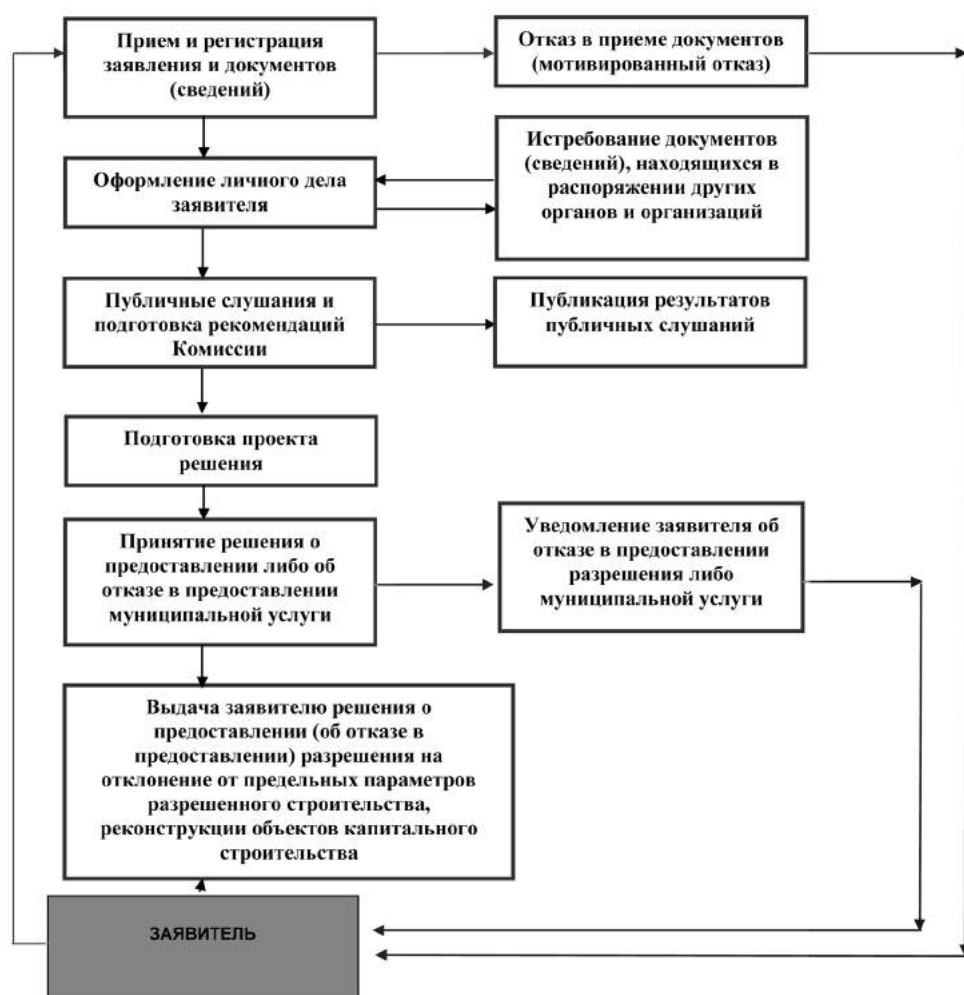 Прием и регистрация
заявления и документов
(сведений)
Отказ в приеме документов
(мотивированный отказ)
Оформление личного дела
заявителя
Истребование документов
(сведений), находящихся в
распоряжении других
органов и организаций
Публичные слушания и
подготовка рекомендаций
Комиссии
Публикация результатов
публичных слушаний
Подготовка проекта
решения
Принятие решения о
предоставлении либо об
отказе в предоставлении
муниципальной услуги
Уведомление заявителя об
отказе в предоставлении
разрешения либо
муниципальной услуги
Выдача заявителю решения о
предоставлении (об отказе в
предоставлении) разрешения на
отклонение от предельных параметров
разрешенного строительства,
реконструкции объектов капитального
строительства
ЗАЯВИТЕЛЬ